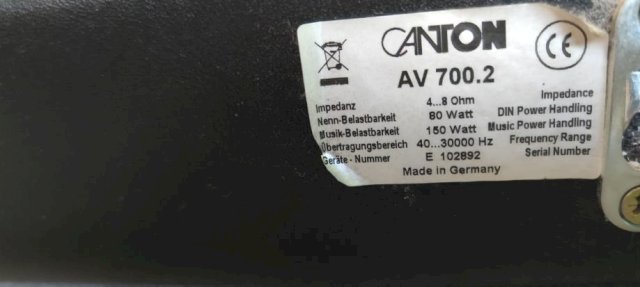 CANTON
CE
AV 700.2
Impedanz 4...8 Ohm Impedance
Nenn-Belastbarkeit 80 Watt DIN Power Handling
Musik-Belastbarkeit 150 Watt Music Power Handling
Übertragungsbereich 40...30000 Hz Frequency Range
Geräte - Nummer E 102892 Serial Number
Made in Germany